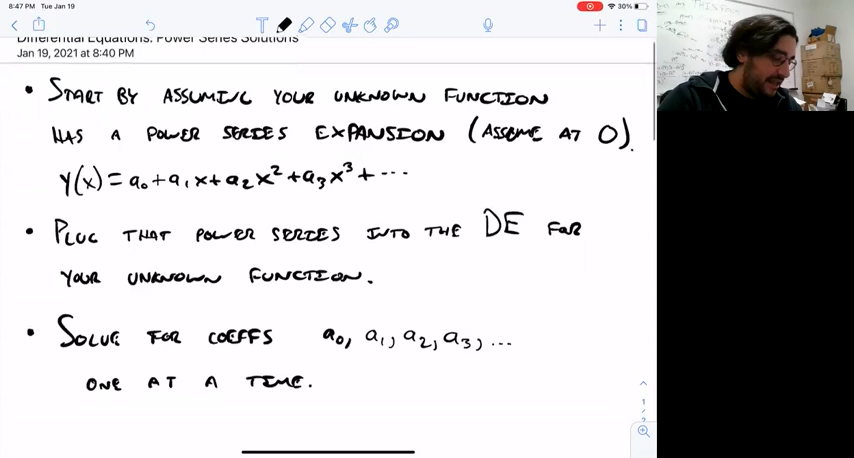 8:47 PM Tue Jan 19
30%
Differential Equations: Power Series Solutions
Jan 19, 2021 at 8:40 PM
• START BY ASSUMING YOUR UNKNOWN FUNCTION
HAS A POWER SERIES EXPANSION (ASSUME AT 0).
y(x) = a₀ + a₁x + a₂x² + a₃x³ + ...
• PLUG THAT POWER SERIES INTO THE DE FOR
YOUR UNKNOWN FUNCTION.
• SOLVE FOR COEFFS a₀, a₁, a₂, a₃, ...
ONE AT A TIME.